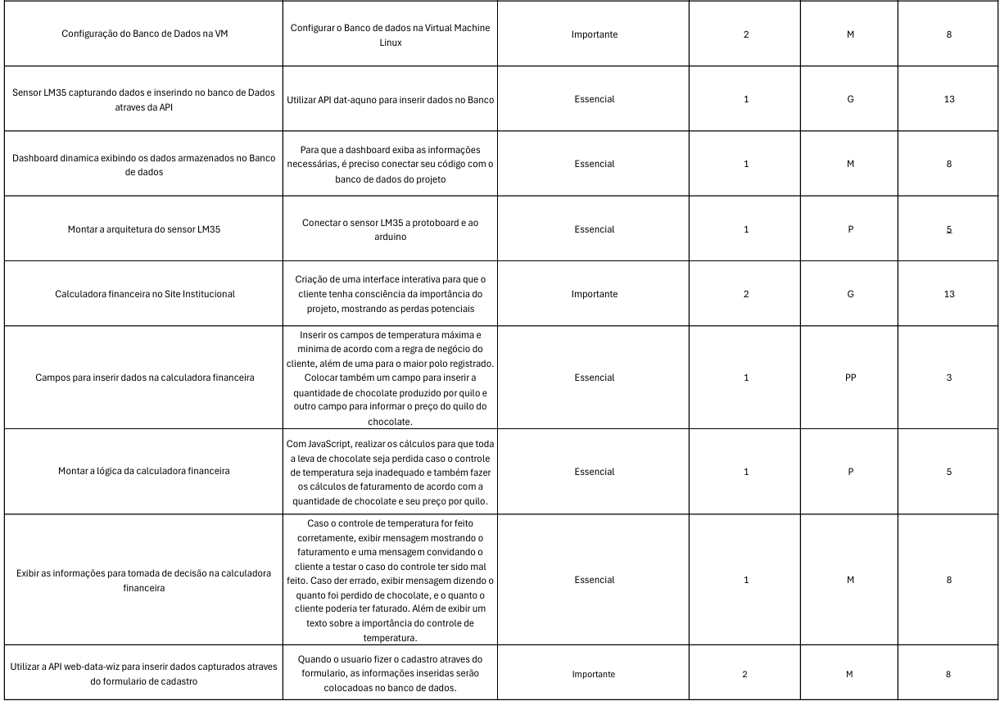 Configuração do Banco de Dados na VM
Configurar o Banco de dados na Virtual Machine
Linux
Importante
2
M
8
Sensor LM35 capturando dados e inserindo no banco de Dados
atraves da API
Utilizar API dat-aquno para inserir dados no Banco
Essencial
1
G
13
Dashboard dinamica exibindo os dados armazenados no Banco
de dados
Para que a dashboard exiba as informações
necessárias, é preciso conectar seu código com o
banco de dados do projeto
Essencial
1
M
8
Montar a arquitetura do sensor LM35
Conectar o sensor LM35 a protoboard e ao
arduino
Essencial
1
P
5
Calculadora financeira no Site Institucional
Criação de uma interface interativa para que o
cliente tenha consciência da importância do
projeto, mostrando as perdas potenciais
Importante
2
G
13
Campos para inserir dados na calculadora financeira
Inserir os campos de temperatura máxima e
minima de acordo com a regra de negócio do
cliente, além de uma para o maior polo registrado.
Colocar também um campo para inserir a
quantidade de chocolate produzido por quilo e
outro campo para informar o preço do quilo do
chocolate.
Essencial
1
PP
3
Montar a lógica da calculadora financeira
Com JavaScript, realizar os cálculos para que toda
a leva de chocolate seja perdida caso o controle
de temperatura seja inadequado e também fazer
os cálculos de faturamento de acordo com a
quantidade de chocolate e seu preço por quilo.
Essencial
1
P
5
Exibir as informações para tomada de decisão na calculadora
financeira
Caso o controle de temperatura for feito
corretamente, exibir mensagem mostrando o
faturamento e uma mensagem convidando o
cliente a testar o caso do controle ter sido mal
feito. Caso der errado, exibir mensagem dizendo o
quanto foi perdido de chocolate, e o quanto o
cliente poderia ter faturado. Além de exibir um
texto sobre a importância do controle de
temperatura.
Essencial
1
M
8
Utilizar a API web-data-wiz para inserir dados capturados atraves
do formulario de cadastro
Quando o usuario fizer o cadastro atraves do
formulario, as informações inseridas serão
colocadoas no banco de dados.
Importante
2
M
8